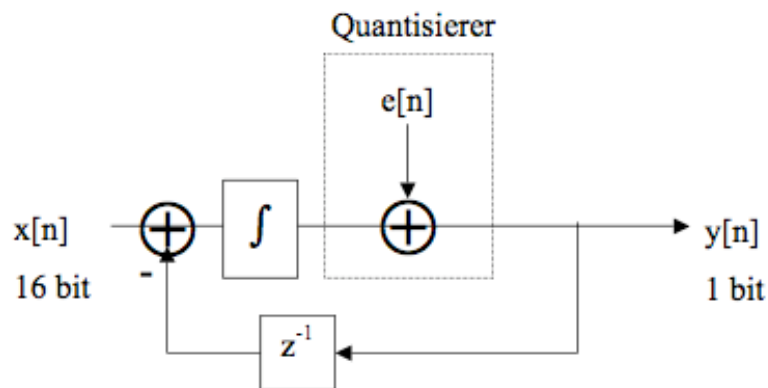 Quantisierer
e[n]
x[n]
∫
y[n]
16 bit
-
1 bit
z⁻¹